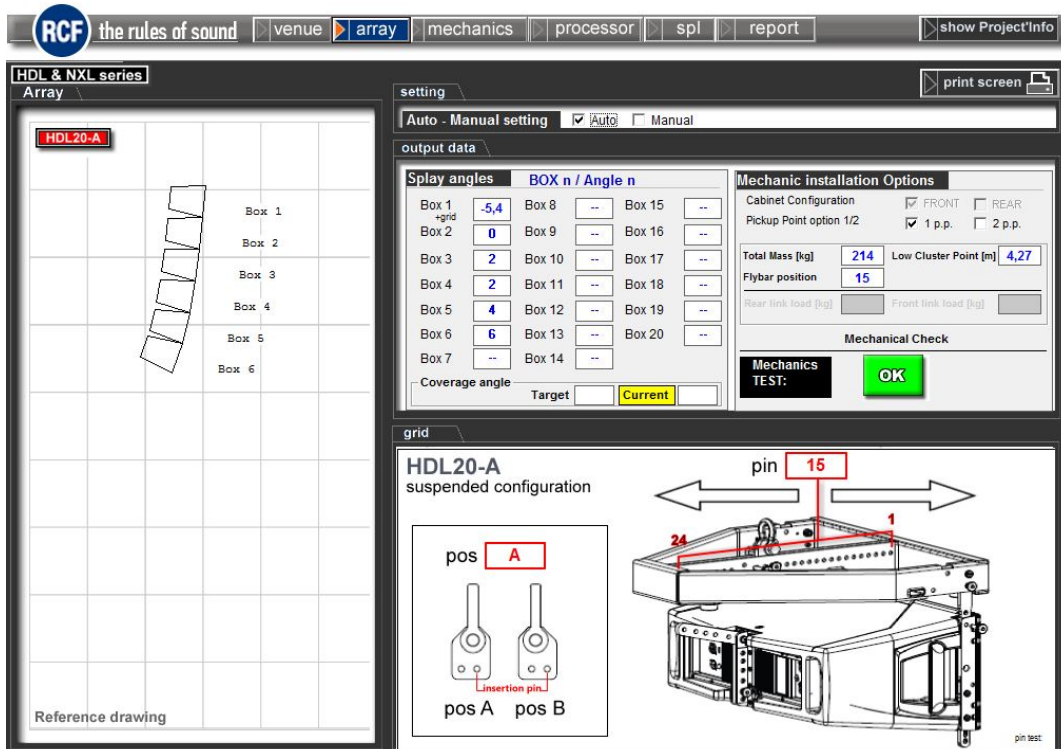 RCF the rules of sound venue array mechanics processor spl report show Project'Info
HDL & NXL series
Array
print screen
HDL20-A
Box 1
Box 2
Box 3
Box 4
Box 5
Box 6
Reference drawing
setting
Auto - Manual setting Auto Manual
output data
Splay angles BOX n / Angle n
Box 1 +grid -5,4 Box 8 -- Box 15 --
Box 2 0 Box 9 -- Box 16 --
Box 3 2 Box 10 -- Box 17 --
Box 4 2 Box 11 -- Box 18 --
Box 5 4 Box 12 -- Box 19 --
Box 6 6 Box 13 -- Box 20 --
Box 7 -- Box 14 --
Coverage angle
Target Current
Mechanic installation Options
Cabinet Configuration FRONT REAR
Pickup Point option 1/2 1 p.p. 2 p.p.
Total Mass [kg] 214 Low Cluster Point [m] 4,27
Flybar position 15
Rear link load [kg] Front link load [kg]
Mechanical Check
Mechanics TEST: OK
grid
HDL20-A
suspended configuration
pin 15
24
1
pos A
insertion pin
pos A pos B
pin test: